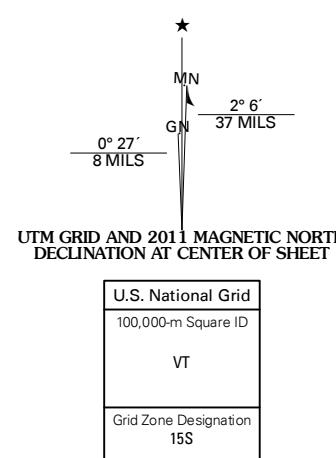 ★
MN
GN
2° 6´
37 MILS
0° 27´
8 MILS
UTM GRID AND 2011 MAGNETIC NORTH
DECLINATION AT CENTER OF SHEET
U.S. National Grid
100,000-m Square ID
VT
Grid Zone Designation
15S